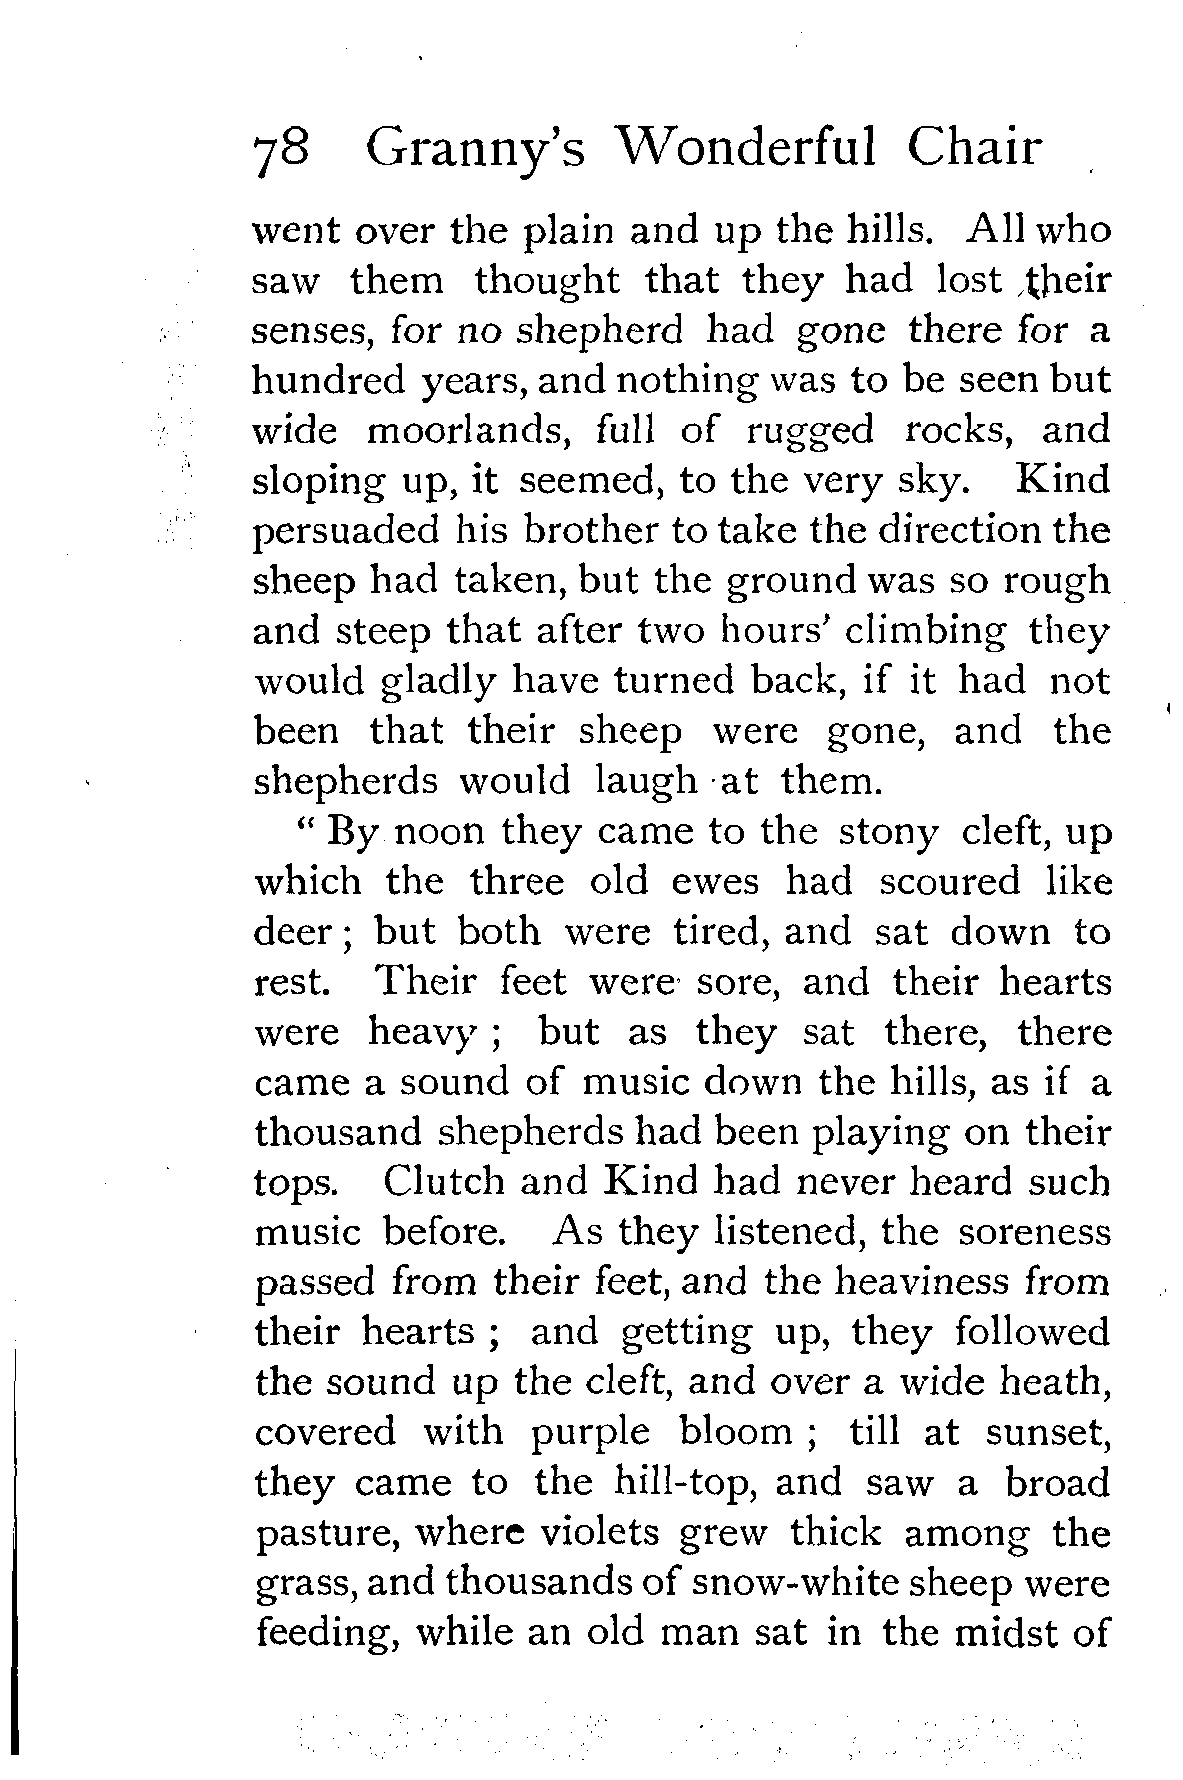 78 Granny's Wonderful Chair
went over the plain and up the hills. All who
saw them thought that they had lost their
senses, for no shepherd had gone there for a
hundred years, and nothing was to be seen but
wide moorlands, full of rugged rocks, and
sloping up, it seemed, to the very sky. Kind
persuaded his brother to take the direction the
sheep had taken, but the ground was so rough
and steep that after two hours' climbing they
would gladly have turned back, if it had not
been that their sheep were gone, and the
shepherds would laugh at them.
" By noon they came to the stony cleft, up
which the three old ewes had scoured like
deer ; but both were tired, and sat down to
rest. Their feet were sore, and their hearts
were heavy ; but as they sat there, there
came a sound of music down the hills, as if a
thousand shepherds had been playing on their
tops. Clutch and Kind had never heard such
music before. As they listened, the soreness
passed from their feet, and the heaviness from
their hearts ; and getting up, they followed
the sound up the cleft, and over a wide heath,
covered with purple bloom ; till at sunset,
they came to the hill-top, and saw a broad
pasture, where violets grew thick among the
grass, and thousands of snow-white sheep were
feeding, while an old man sat in the midst of